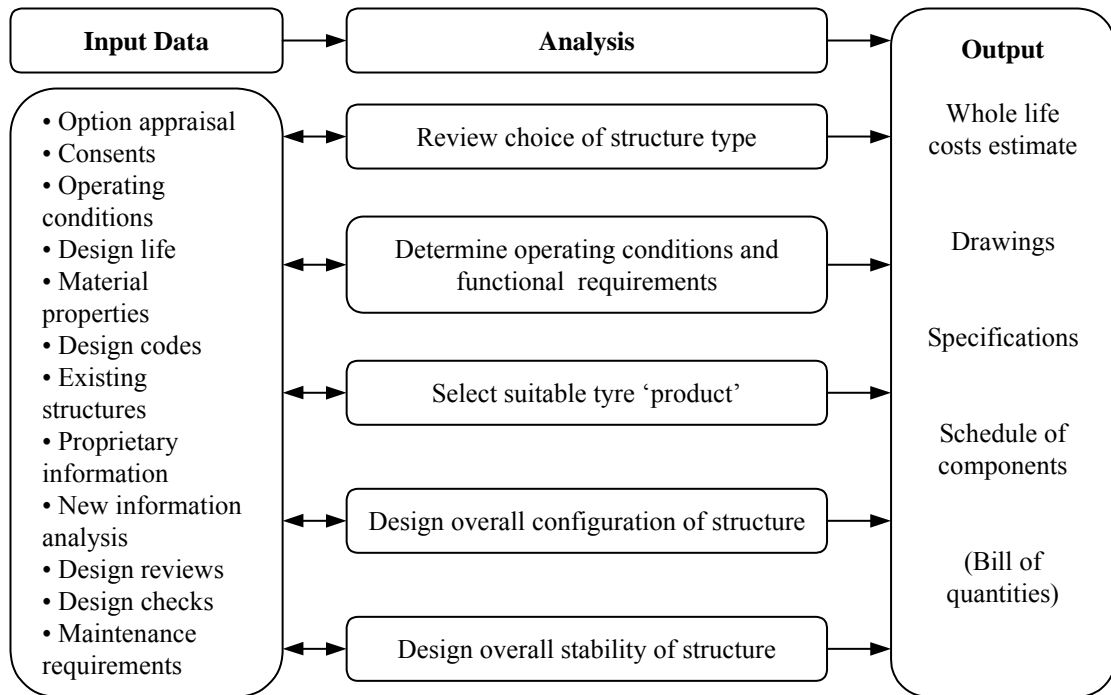 Input Data
Analysis
Output
• Option appraisal
• Consents
• Operating
conditions
• Design life
• Material
properties
• Design codes
• Existing
structures
• Proprietary
information
• New information
analysis
• Design reviews
• Design checks
• Maintenance
requirements
Review choice of structure type
Determine operating conditions and
functional requirements
Select suitable tyre ‘product’
Design overall configuration of structure
Design overall stability of structure
Whole life
costs estimate
Drawings
Specifications
Schedule of
components
(Bill of
quantities)